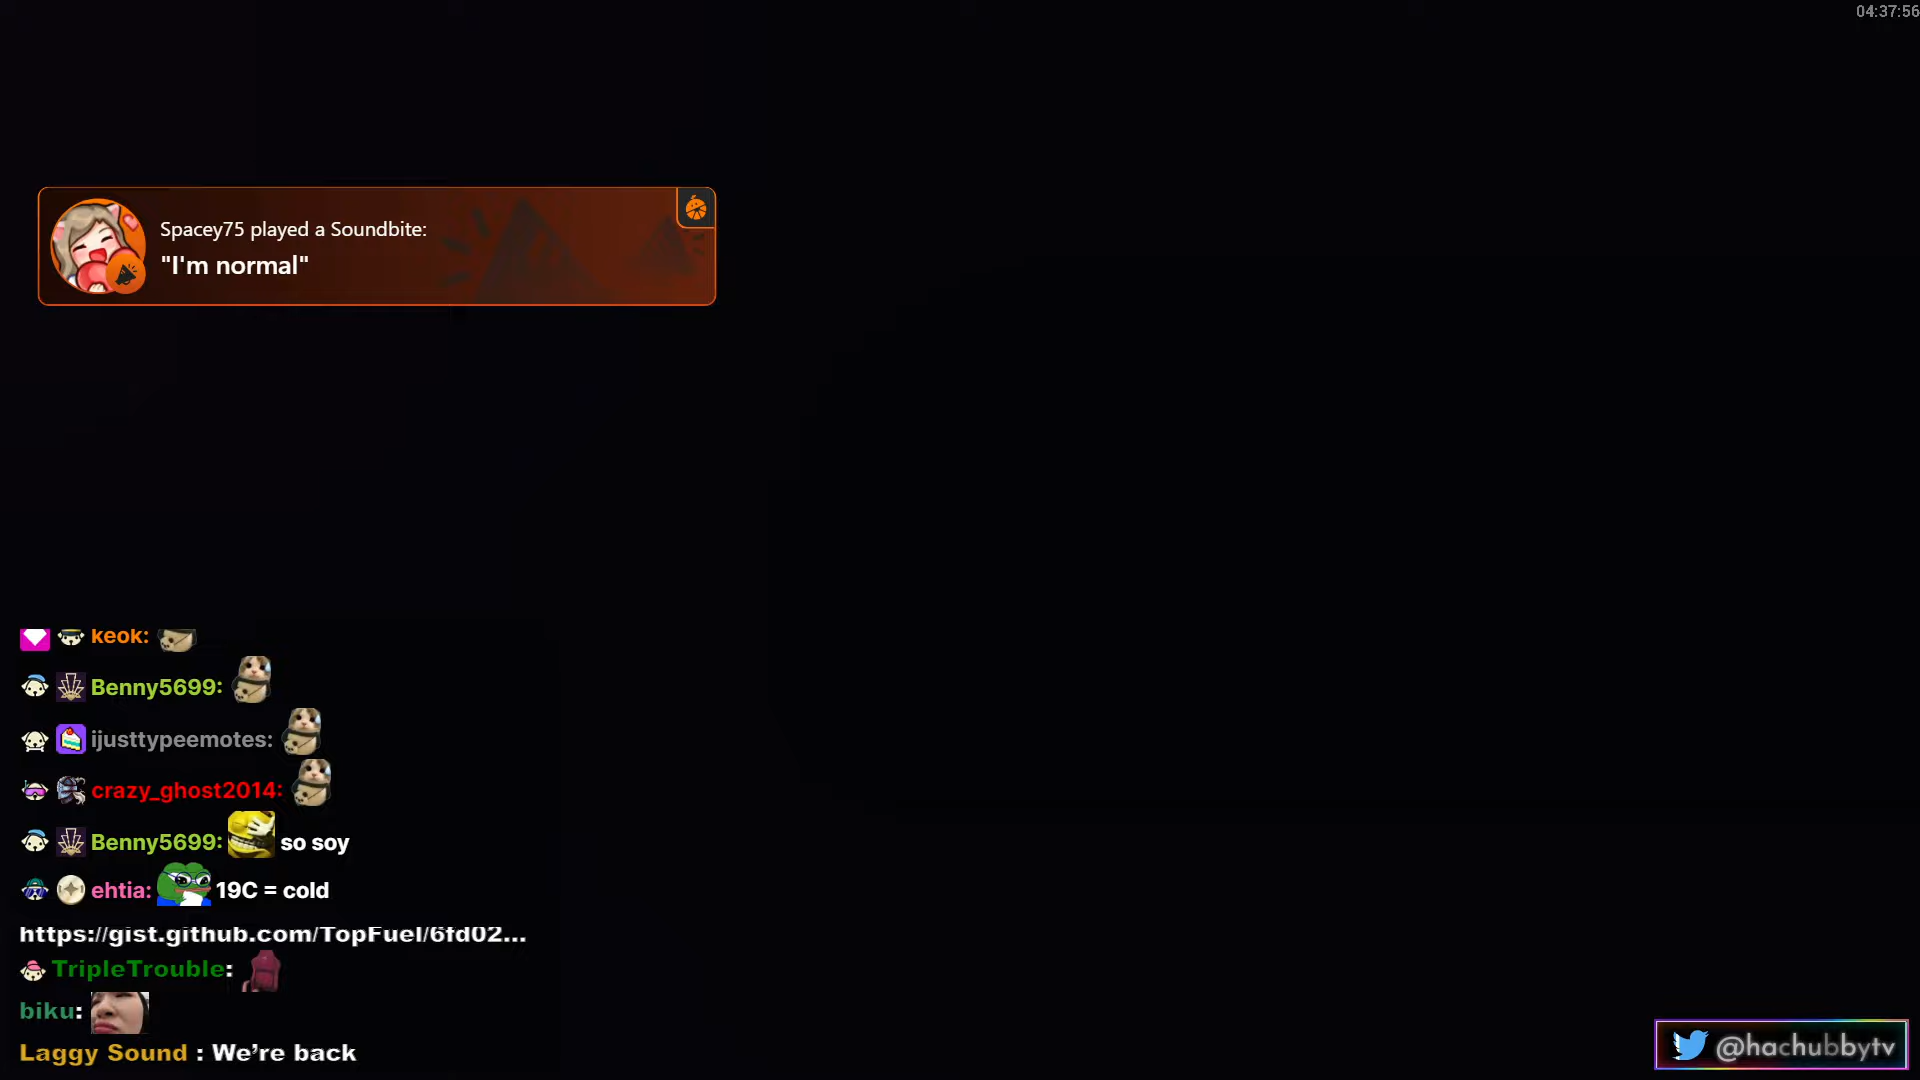 04:37:56
Spacey75 played a Soundbite:
"I'm normal"
keok:
Benny5699:
ijusttypeemotes:
crazy_ghost2014:
Benny5699: so soy
ehtia: 19C = cold
https://gist.github.com/TopFuel/6fd02...
TripleTrouble:
biku:
Laggy Sound : We're back
@hachubbytv